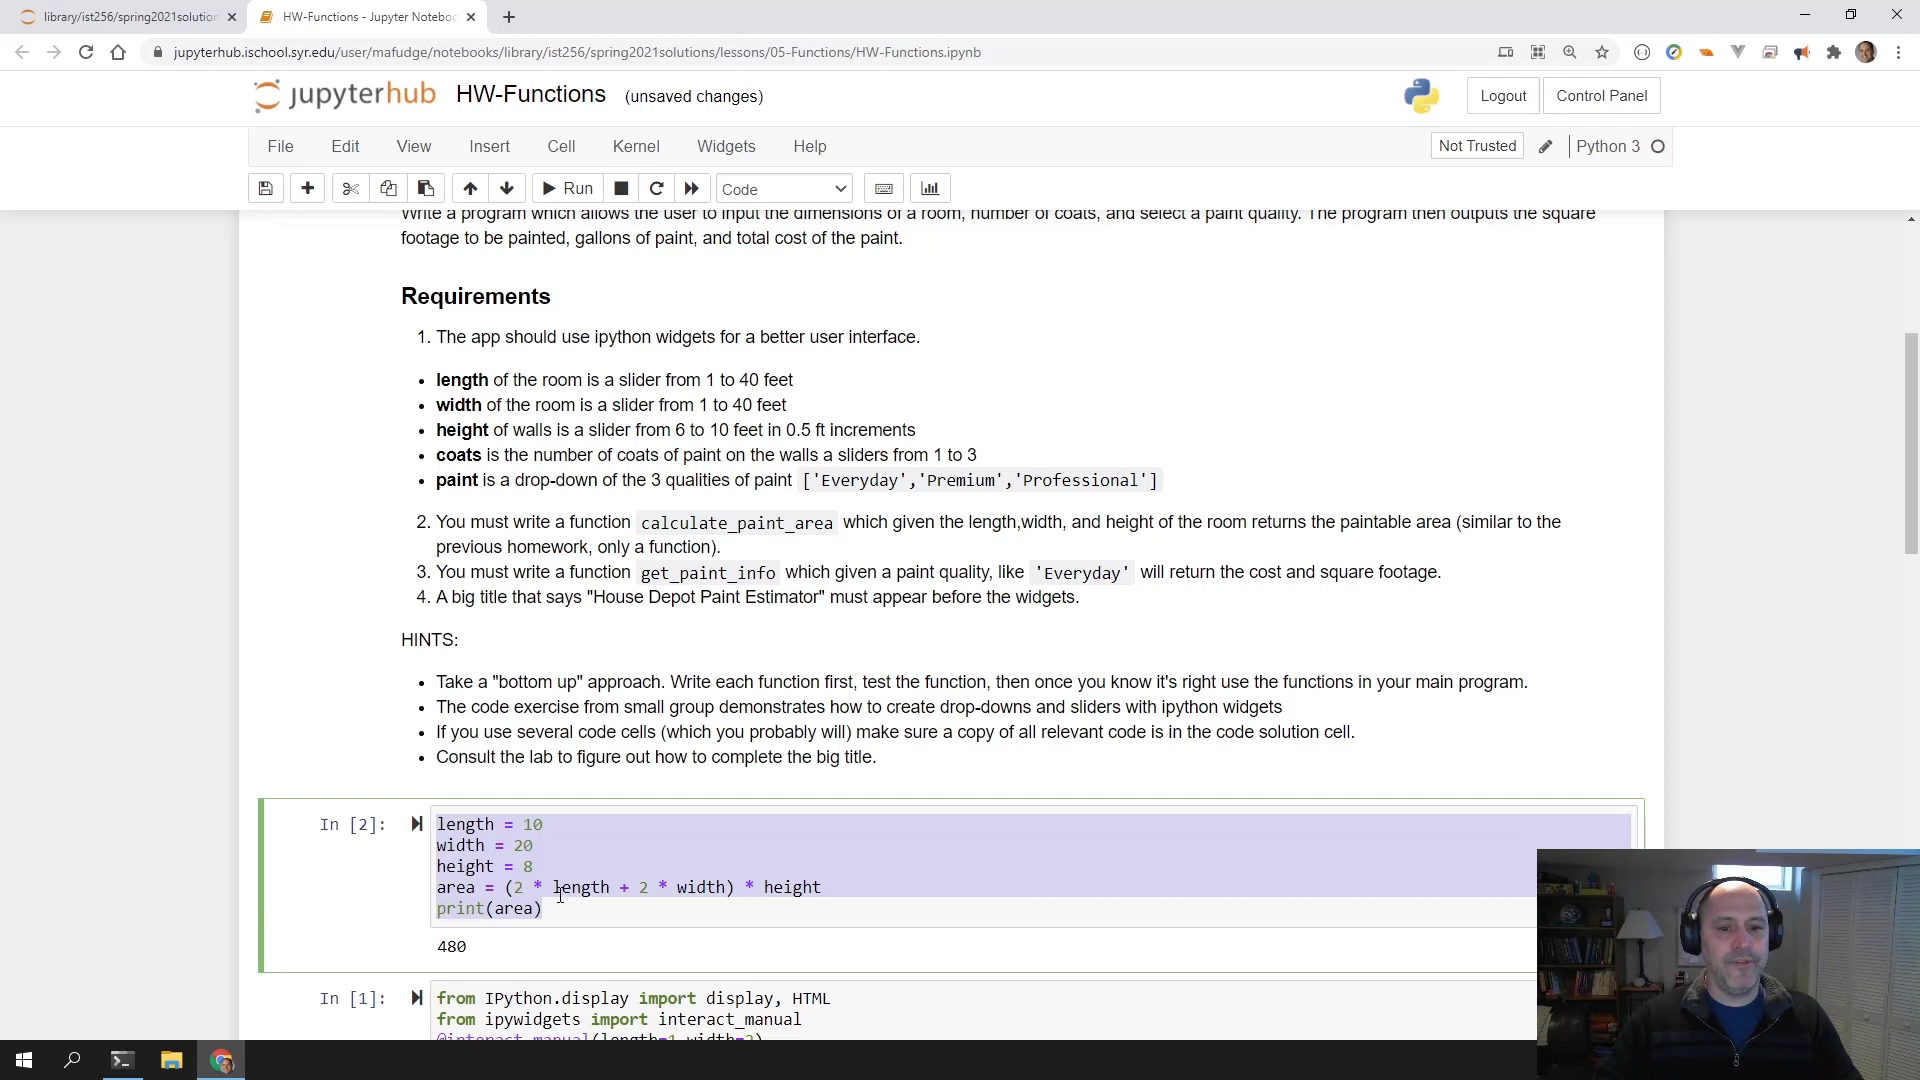 library/ist256/spring2021solution
HW-Functions - Jupyter Noteboo
jupyterhub.ischool.syr.edu/user/mafudge/notebooks/library/ist256/spring2021solutions/lessons/05-Functions/HW-Functions.ipynb
jupyterhub HW-Functions (unsaved changes)
Logout
Control Panel
File Edit View Insert Cell Kernel Widgets Help
Not Trusted
Python 3
Run
Code
Write a program which allows the user to input the dimensions of a room, number of coats, and select a paint quality. The program then outputs the square
footage to be painted, gallons of paint, and total cost of the paint.
Requirements
1. The app should use ipython widgets for a better user interface.
• length of the room is a slider from 1 to 40 feet
• width of the room is a slider from 1 to 40 feet
• height of walls is a slider from 6 to 10 feet in 0.5 ft increments
• coats is the number of coats of paint on the walls a sliders from 1 to 3
• paint is a drop-down of the 3 qualities of paint ['Everyday','Premium','Professional']
2. You must write a function calculate_paint_area which given the length,width, and height of the room returns the paintable area (similar to the
previous homework, only a function).
3. You must write a function get_paint_info which given a paint quality, like 'Everyday' will return the cost and square footage.
4. A big title that says "House Depot Paint Estimator" must appear before the widgets.
HINTS:
• Take a "bottom up" approach. Write each function first, test the function, then once you know it's right use the functions in your main program.
• The code exercise from small group demonstrates how to create drop-downs and sliders with ipython widgets
• If you use several code cells (which you probably will) make sure a copy of all relevant code is in the code solution cell.
• Consult the lab to figure out how to complete the big title.
In [2]:
length = 10
width = 20
height = 8
area = (2 * length + 2 * width) * height
print(area)
480
In [1]:
from IPython.display import display, HTML
from ipywidgets import interact_manual
@interact_manual(length=1,width=2)